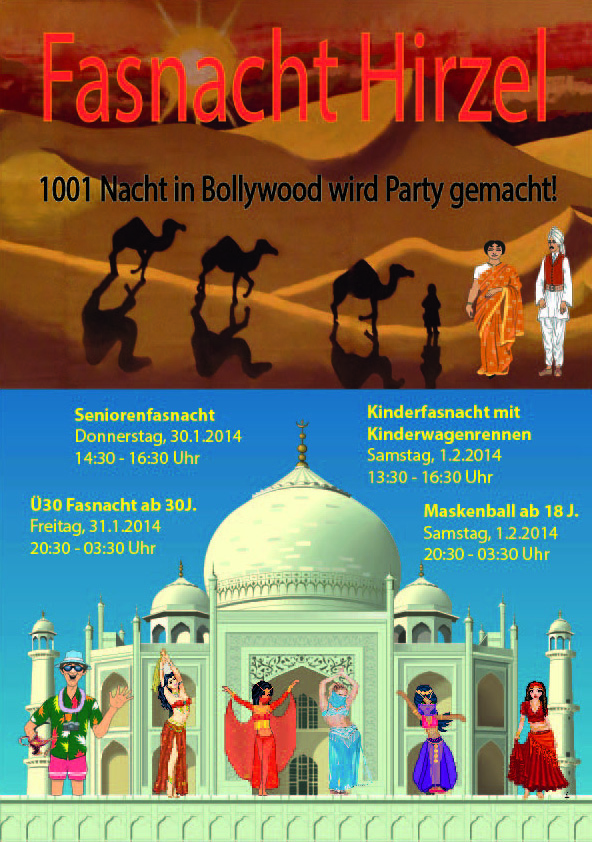 Fasnacht Hirzel
1001 Nacht in Bollywood wird Party gemacht!
Seniorenfasnacht
Donnerstag, 30.1.2014
14:30 - 16:30 Uhr
Kinderfasnacht mit
Kinderwagenrennen
Samstag, 1.2.2014
13:30 - 16:30 Uhr
Ü30 Fasnacht ab 30J.
Freitag, 31.1.2014
20:30 - 03:30 Uhr
Maskenball ab 18 J.
Samstag, 1.2.2014
20:30 - 03:30 Uhr